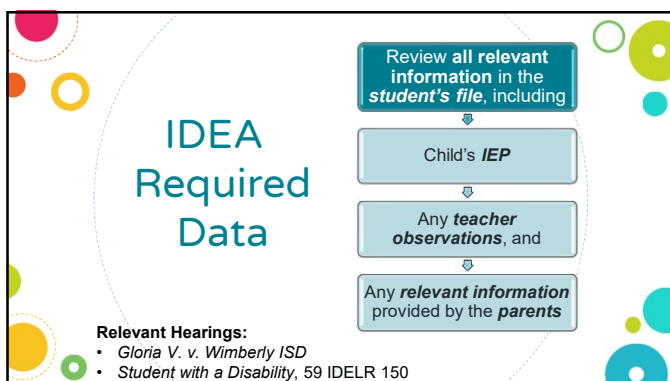 IDEA
Required
Data
Review all relevant
information in the
student's file, including
Child's IEP
Any teacher
observations, and
Any relevant information
provided by the parents
Relevant Hearings:
• Gloria V. v. Wimberly ISD
• Student with a Disability, 59 IDELR 150